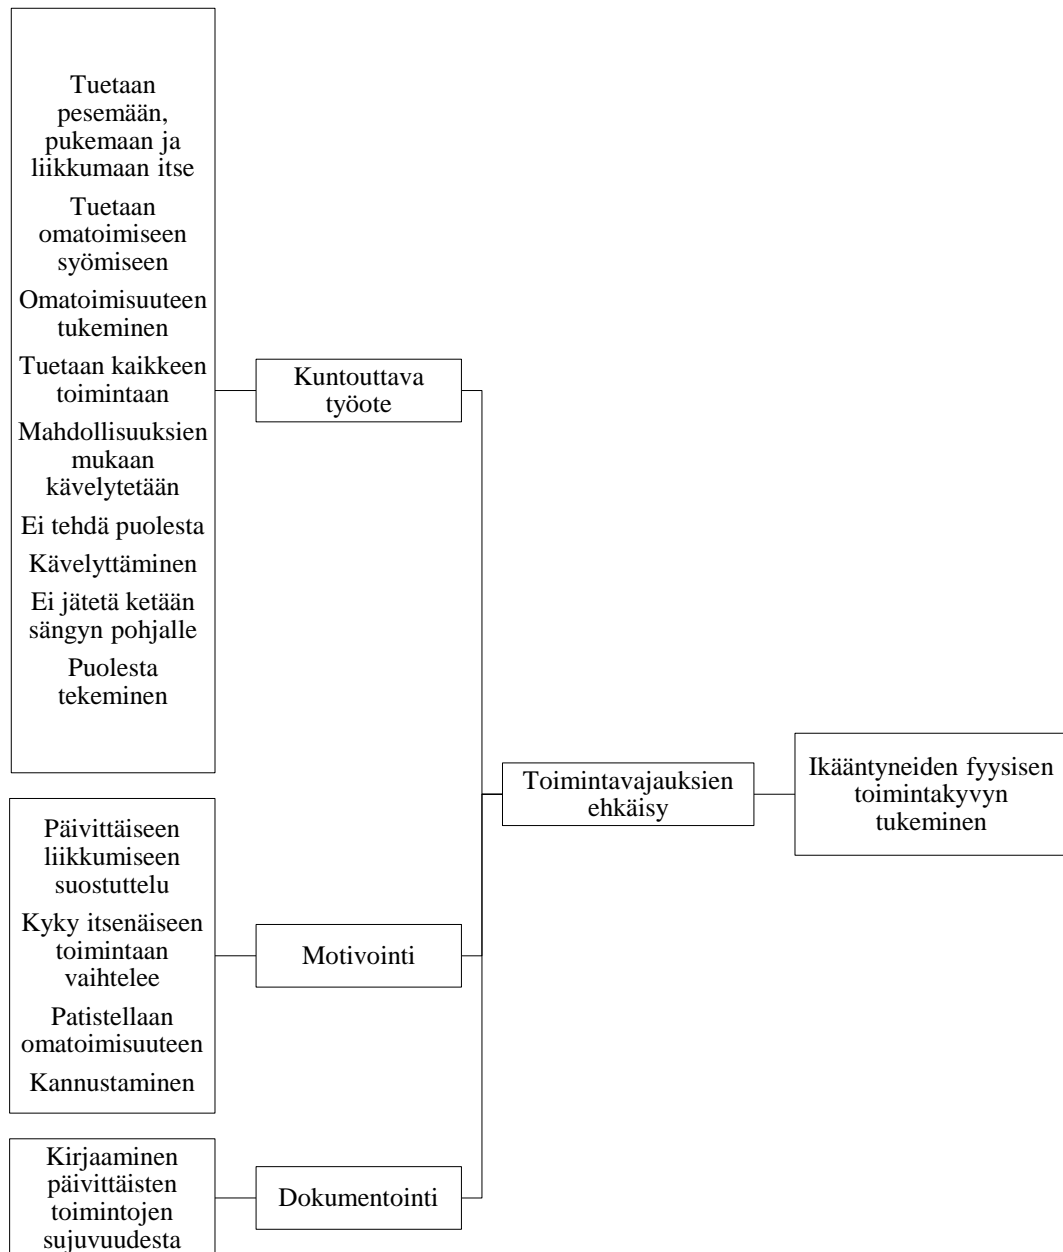 Tuetaan
pesemään,
pukemaan ja
liikkumaan itse
Tuetaan
omatoimiseen
syömiseen
Omatoimisuuteen
tukeminen
Tuetaan kaikkeen
toimintaan
Mahdollisuuksien
mukaan
kävelytetään
Ei tehdä puolesta
Kävelyttäminen
Ei jätetä ketään
sängyn pohjalle
Puolesta
tekeminen
Kuntouttava
työote
Päivittäiseen
liikkumiseen
suostuttelu
Kyky itsenäiseen
toimintaan
vaihtelee
Patistellaan
omatoimisuuteen
Kannustaminen
Motivointi
Kirjaaminen
päivittäisten
toimintojen
sujuvuudesta
Dokumentointi
Toimintavajauksien
ehkäisy
Ikääntyneiden fyysisen
toimintakyvyn
tukeminen